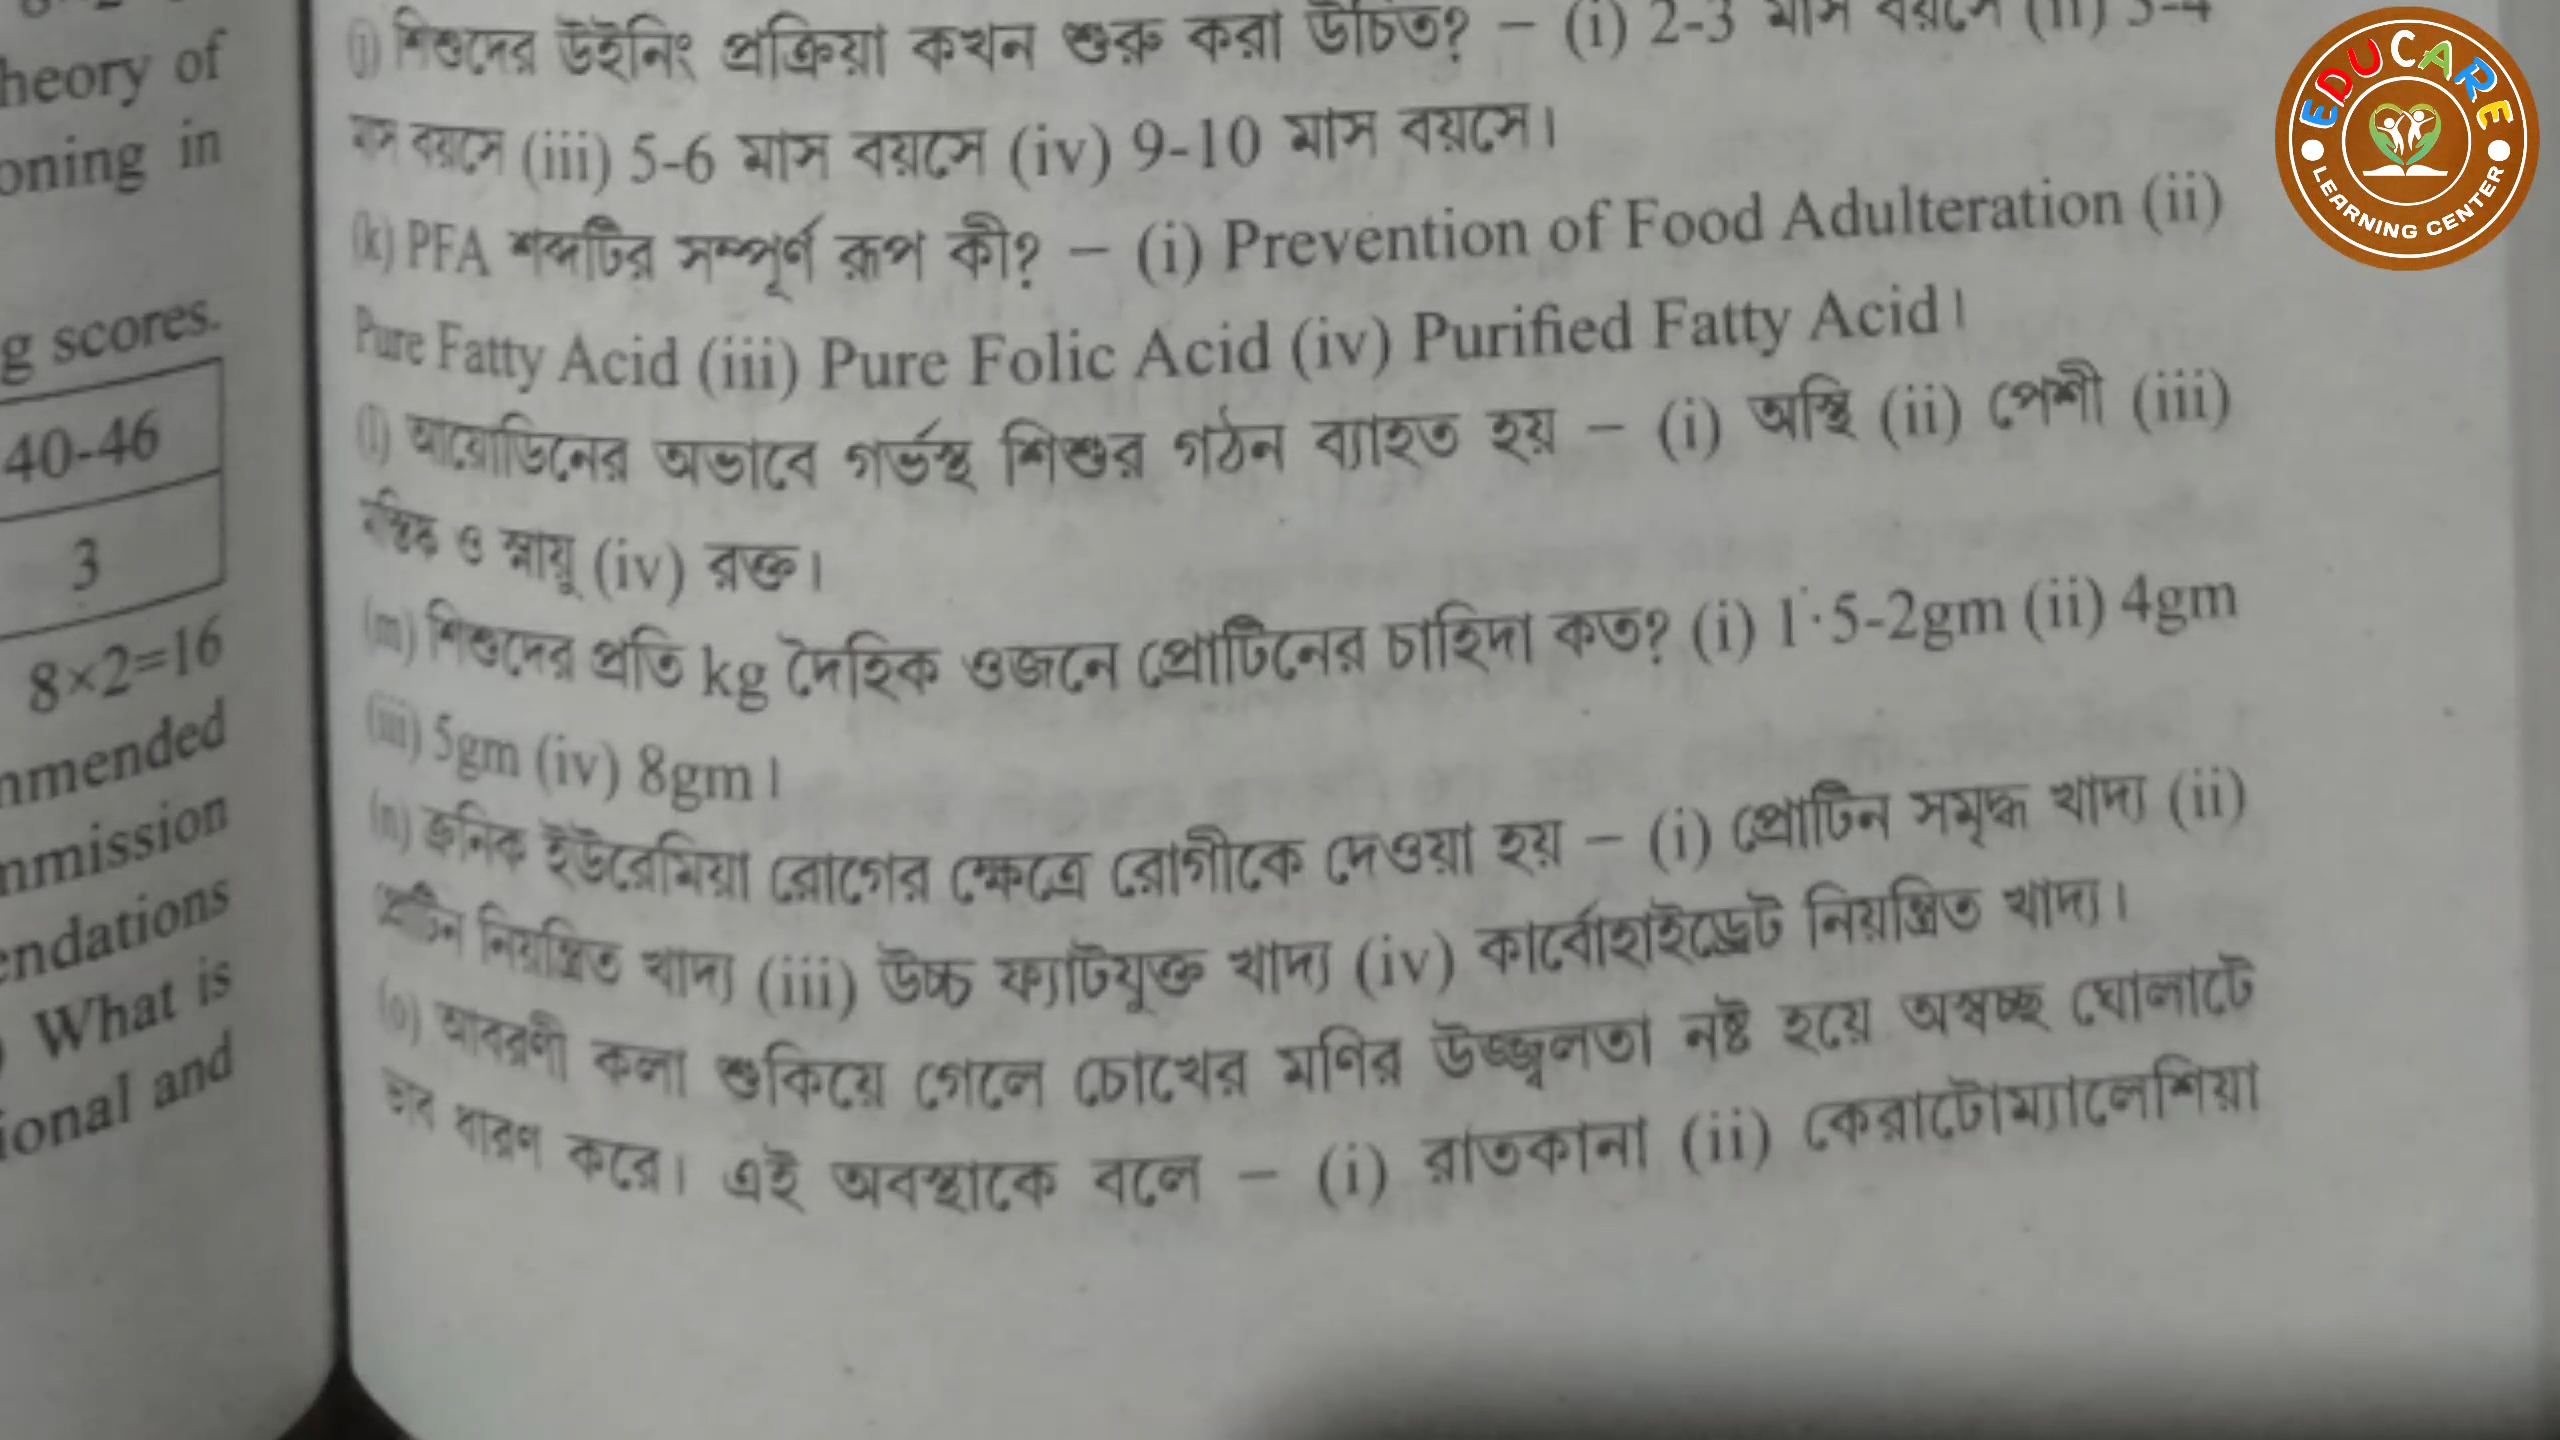 heory of
oning in
g scores.
40-46
3
8×2=16
nmended
mmission
endations
What is
ional and
(j) শিশুদের উইনিং প্রক্রিয়া কখন শুরু করা উচিত? – (i) 2-3 মাস বয়সে (ii) 3-4
মাস বয়সে (iii) 5-6 মাস বয়সে (iv) 9-10 মাস বয়সে।
(k) PFA শব্দটির সম্পূর্ণ রূপ কী? – (i) Prevention of Food Adulteration (ii)
Pure Fatty Acid (iii) Pure Folic Acid (iv) Purified Fatty Acid।
(l) আয়োডিনের অভাবে গর্ভস্থ শিশুর গঠন ব্যাহত হয় – (i) অস্থি (ii) পেশী (iii)
মস্তিষ্ক ও স্নায়ু (iv) রক্ত।
(m) শিশুদের প্রতি kg দৈহিক ওজনে প্রোটিনের চাহিদা কত? (i) 1·5-2gm (ii) 4gm
(iii) 5gm (iv) 8gm।
(n) ক্রনিক ইউরেমিয়া রোগের ক্ষেত্রে রোগীকে দেওয়া হয় – (i) প্রোটিন সমৃদ্ধ খাদ্য (ii)
প্রোটিন নিয়ন্ত্রিত খাদ্য (iii) উচ্চ ফ্যাটযুক্ত খাদ্য (iv) কার্বোহাইড্রেট নিয়ন্ত্রিত খাদ্য।
(o) আবরণী কলা শুকিয়ে গেলে চোখের মণির উজ্জ্বলতা নষ্ট হয়ে অস্বচ্ছ ঘোলাটে
ভাব ধারণ করে। এই অবস্থাকে বলে – (i) রাতকানা (ii) কেরাটোম্যালেশিয়া
EDUCARE
LEARNING CENTER